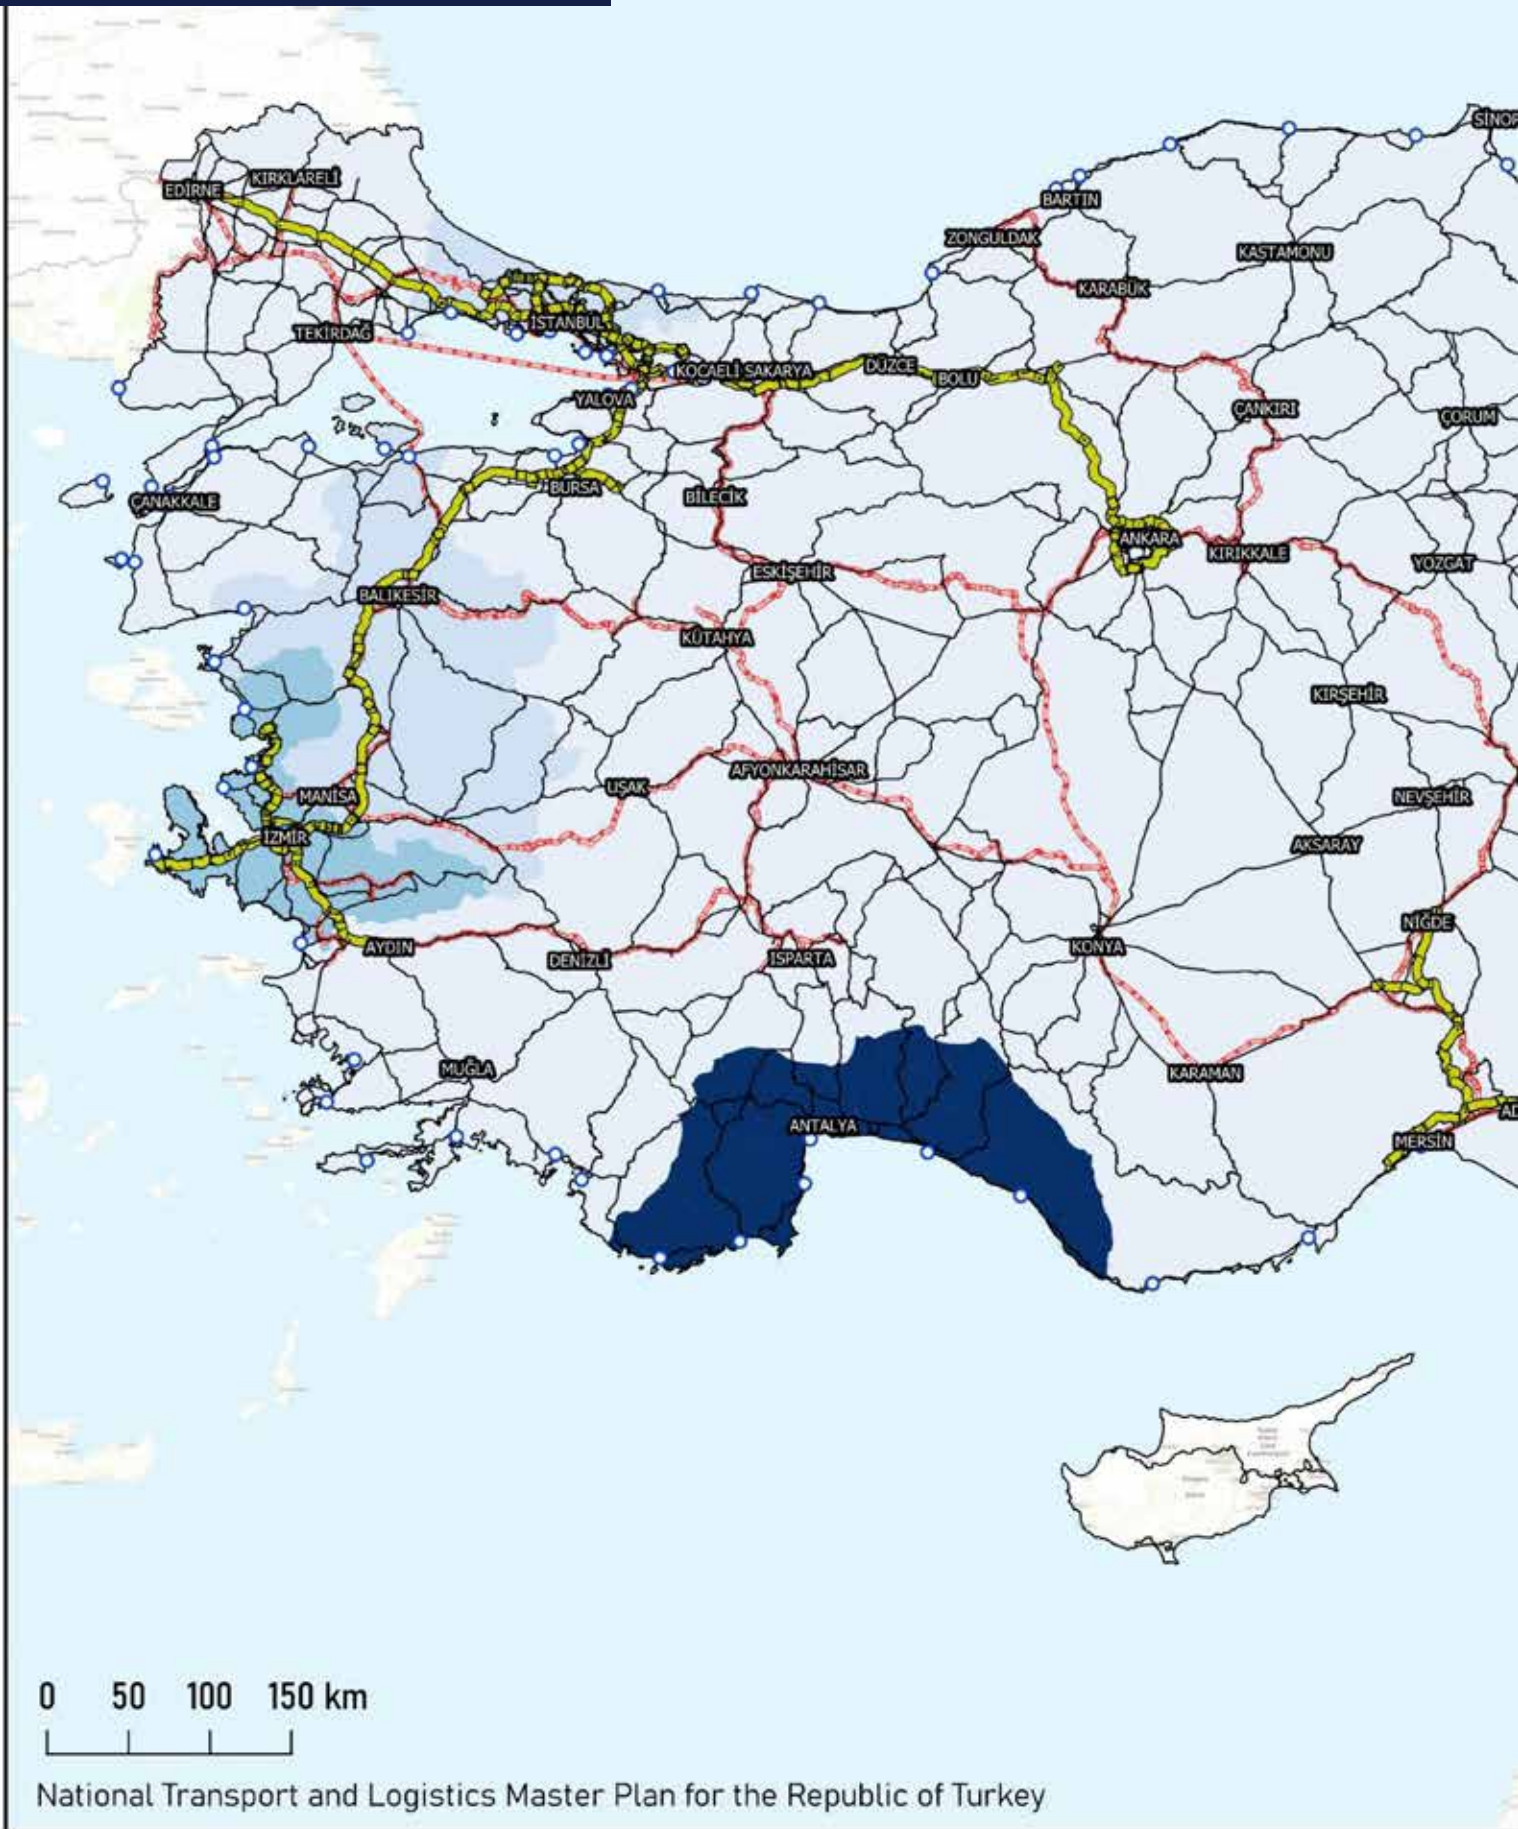 SİNOP
EDİRNE
KIRKLARELİ
BARTIN
ZONGULDAK
KASTAMONU
KARABÜK
TEKİRDAĞ
İSTANBUL
KOCAELİ SAKARYA
DÜZCE
BOLU
YALOVA
ÇANKIRI
ÇORUM
ÇANAKKALE
BURSA
BİLECİK
ANKARA
KIRIKKALE
YOZGAT
ESKİŞEHİR
BALIKESİR
KÜTAHYA
KIRŞEHİR
AFYONKARAHİSAR
UŞAK
MANİSA
NEVŞEHİR
İZMİR
AKSARAY
NİĞDE
AYDIN
DENİZLİ
ISPARTA
KONYA
MUĞLA
KARAMAN
ANTALYA
AD
MERSİN
0 50 100 150 km
National Transport and Logistics Master Plan for the Republic of Turkey